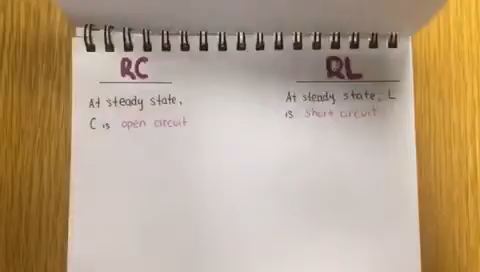 RC
At steady state,
C is open circuit
RL
At steady state, L
is short circuit